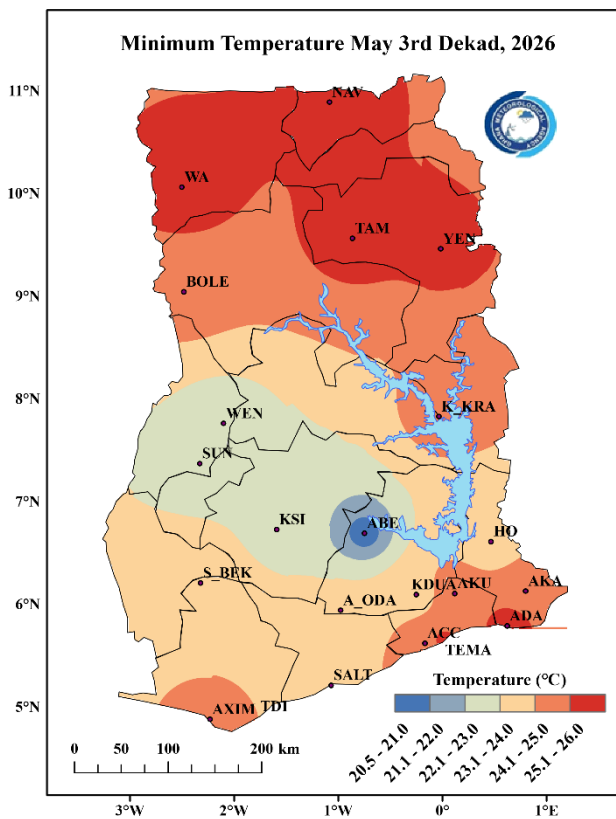 Minimum Temperature May 3rd Dekad, 2026
11°N
NAV
GHANA METEOROLOGICAL AGENCY
10°N
WA
TAM
YEN
9°N
BOLE
8°N
K_KRA
WEN
SUN
7°N
KSI
ABE
HO
S_BEK
KDUA
AKU
AKA
6°N
A_ODA
ADA
ACC
TEMA
SALT
5°N
AXIM
TDI
Temperature (°C)
20.5 - 21.0
21.1 - 22.0
22.1 - 23.0
23.1 - 24.0
24.1 - 25.0
25.1 - 26.0
0 50 100 200 km
3°W 2°W 1°W 0° 1°E